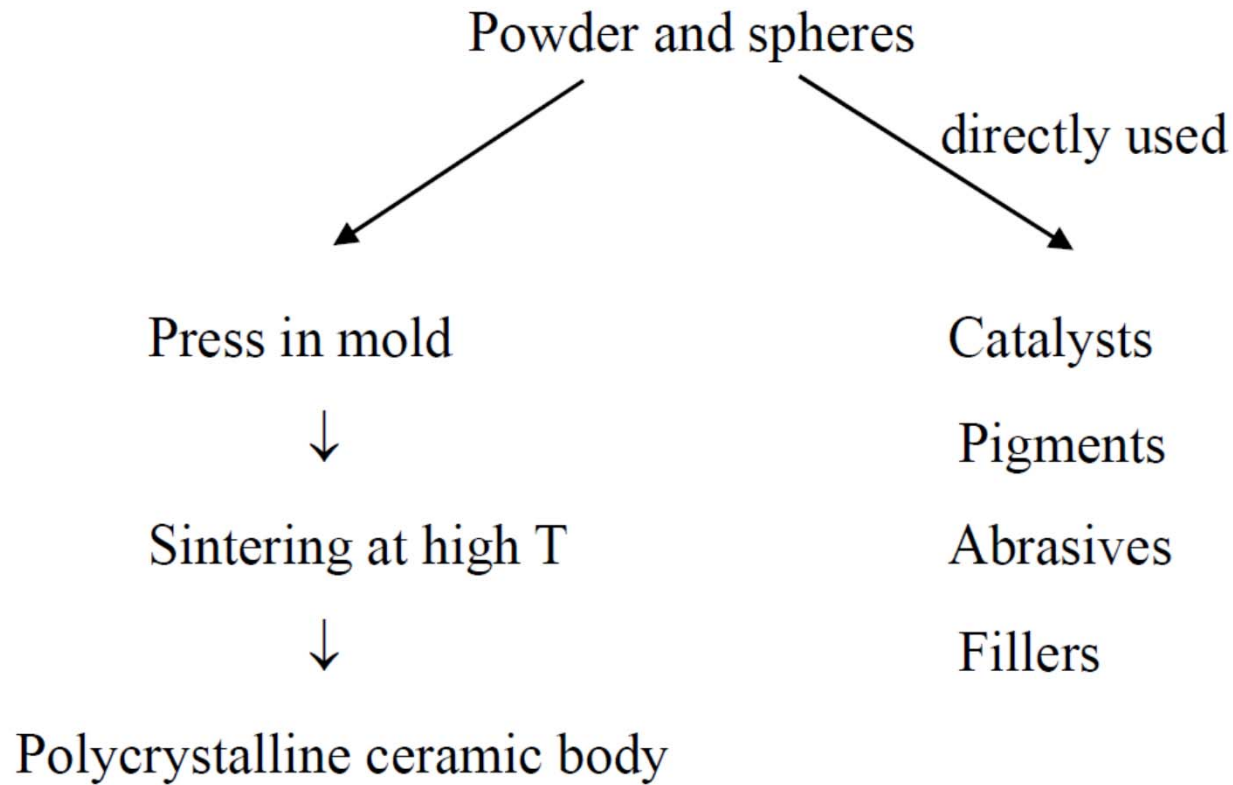 Powder and spheres
directly used
Press in mold
Catalysts
↓
Pigments
Sintering at high T
Abrasives
↓
Fillers
Polycrystalline ceramic body